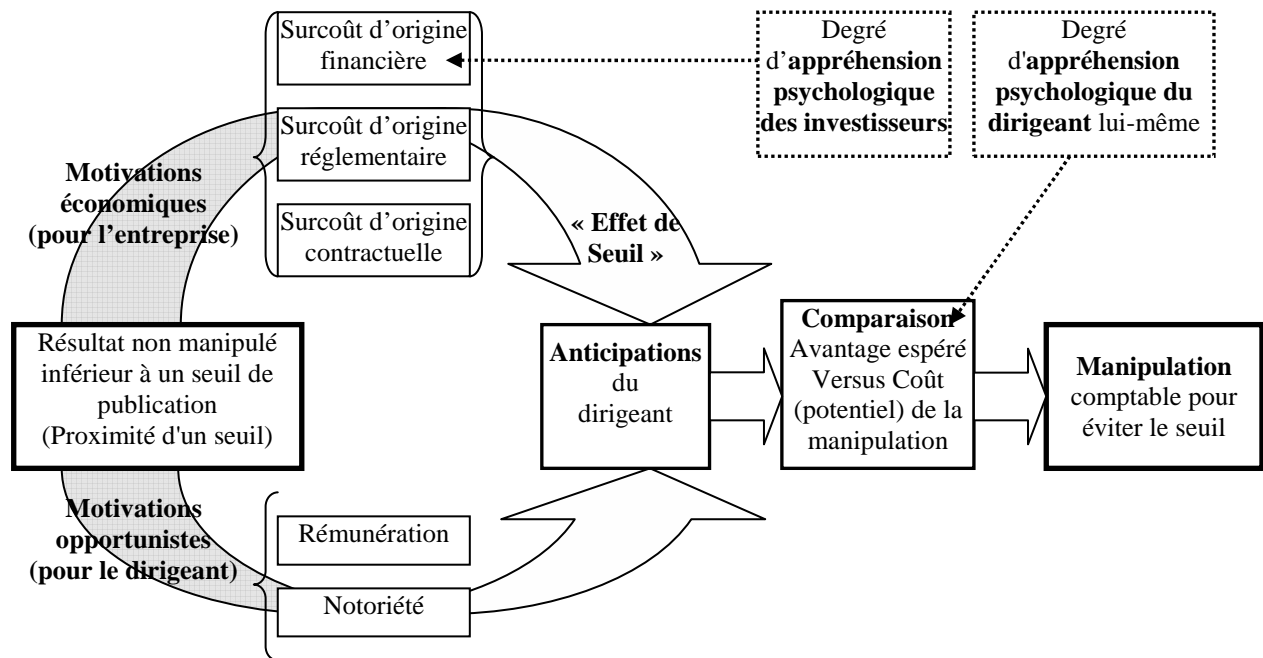 Surcoût d’origine
financière
Degré
d’appréhension
psychologique
des investisseurs
Degré
d'appréhension
psychologique du
dirigeant lui-même
Surcoût d’origine
réglementaire
Motivations
économiques
(pour l’entreprise)
Surcoût d’origine
contractuelle
« Effet de
Seuil »
Résultat non manipulé
inférieur à un seuil de
publication
(Proximité d'un seuil)
Anticipations
du
dirigeant
Comparaison
Avantage espéré
Versus Coût
(potentiel) de la
manipulation
Manipulation
comptable pour
éviter le seuil
Motivations
opportunistes
(pour le dirigeant)
Rémunération
Notoriété